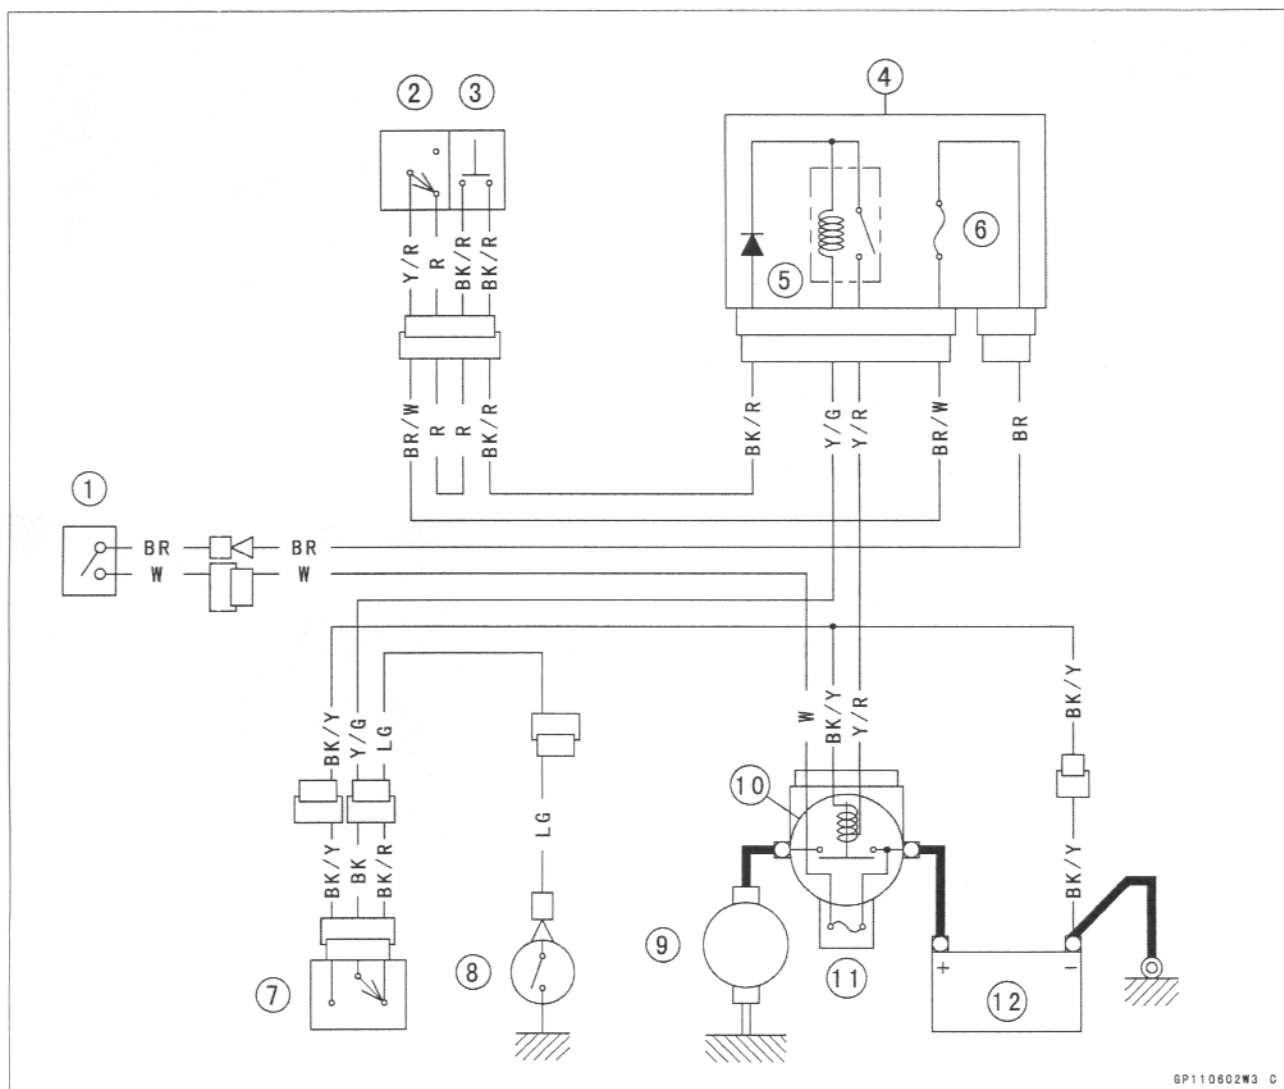 4
2 3
6
5
Y/R R BK/R BK/R
BR/W R R BK/R
BK/R Y/G Y/R BR/W BR
1
BR BR
W W
BK/Y Y/G LG
W BK/Y Y/R
BK/Y
10
LG
BK/Y BK BK/R
BK/Y
9
8
7
11
+ −
12
GP110602W3 C